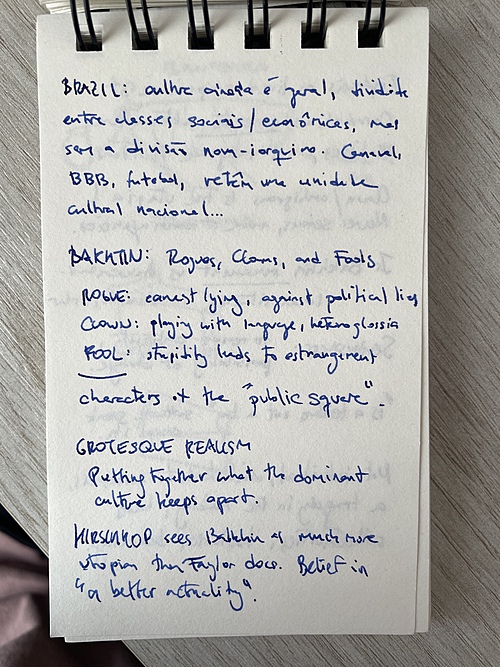 BRAZIL: cultura ainda é geral, dividida
entre classes sociais/econômicas, mas
sem a divisão nova-iorquina. Carnaval,
BBB, futebol, retêm uma unidade
cultural nacional...
BAKHTIN: Rogues, Clowns, and Fools
ROGUE: earnest lying, against political lies
CLOWN: playing with language, heteroglossia
FOOL: stupidity leads to estrangement
characters of the "public square".
GROTESQUE REALISM
Putting together what the dominant
culture keeps apart.
HIRSCHKOP sees Bakhtin as much more
utopian than Taylor does. Belief in
"a better actuality".